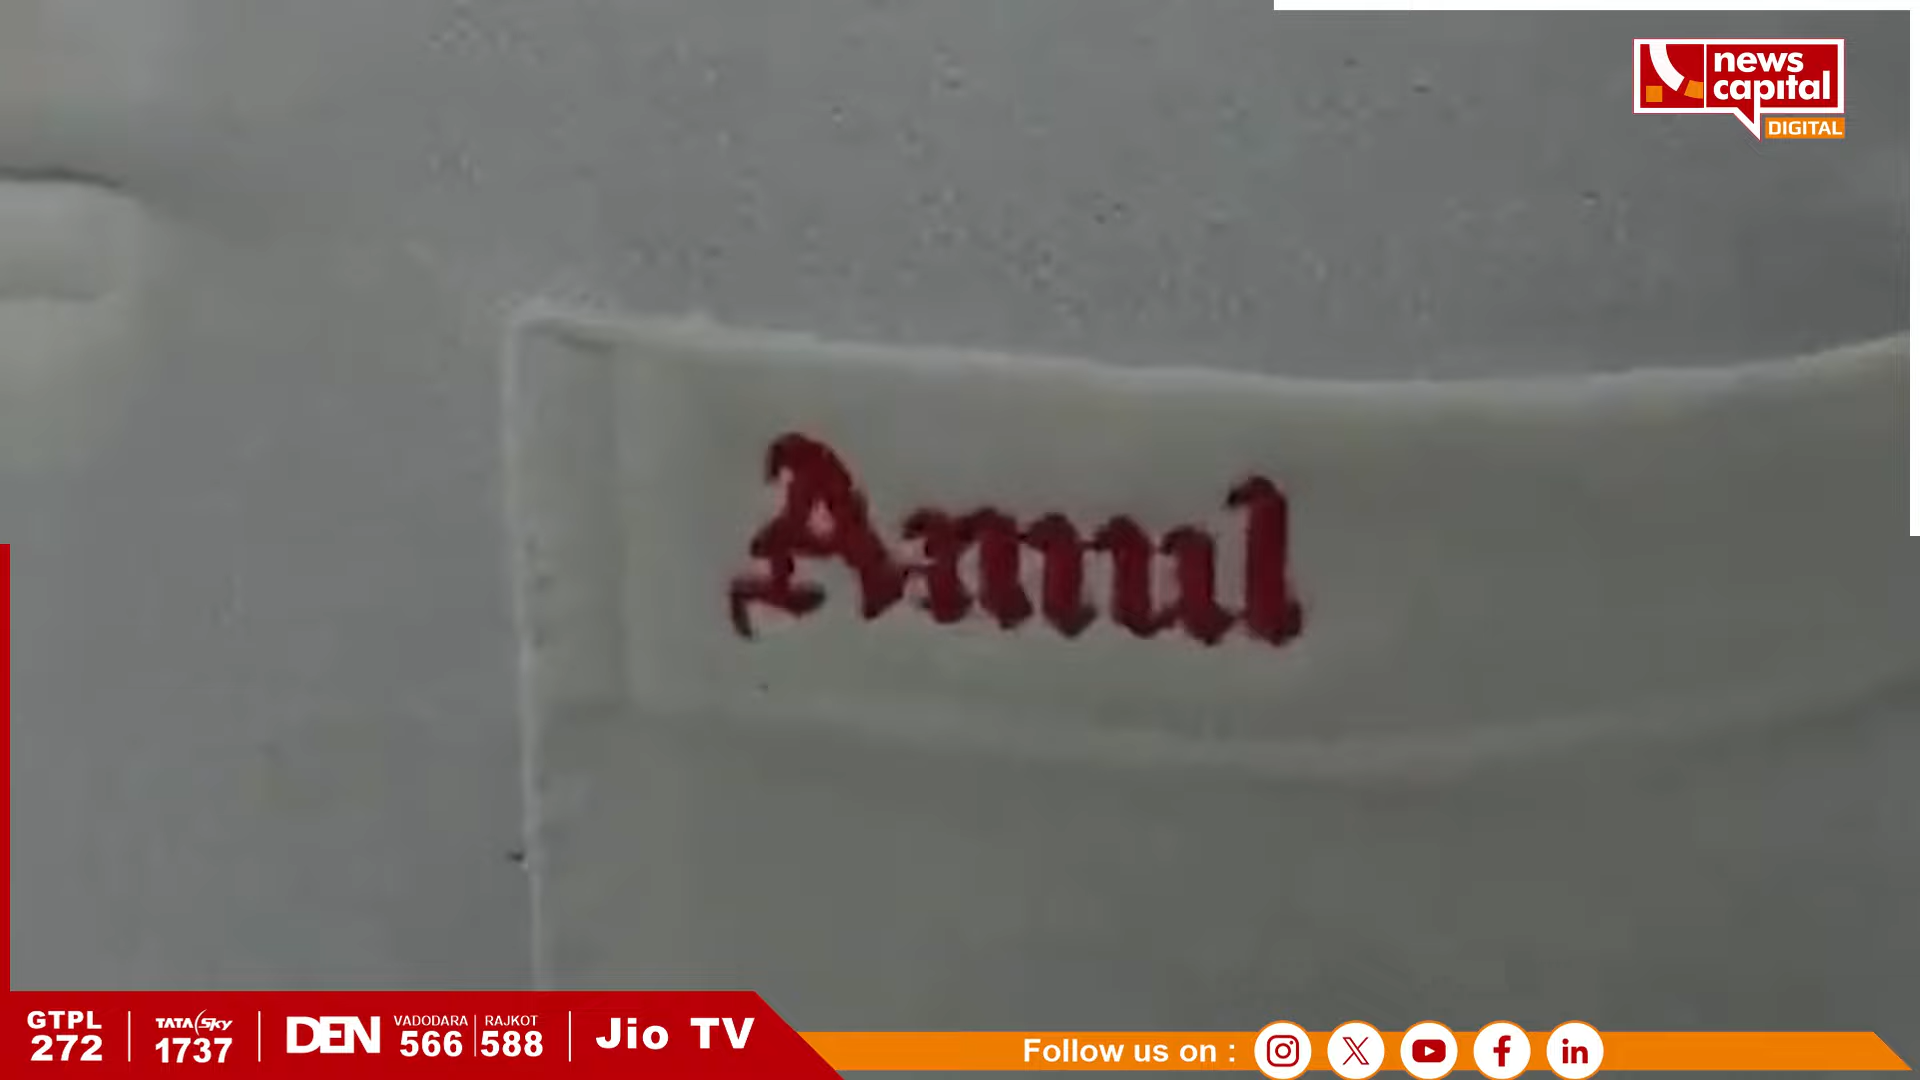 news
capital
DIGITAL
Amul
GTPL
272
TATA Sky
1737
DEN
VADODARA
566
RAJKOT
588
Jio TV
Follow us on :